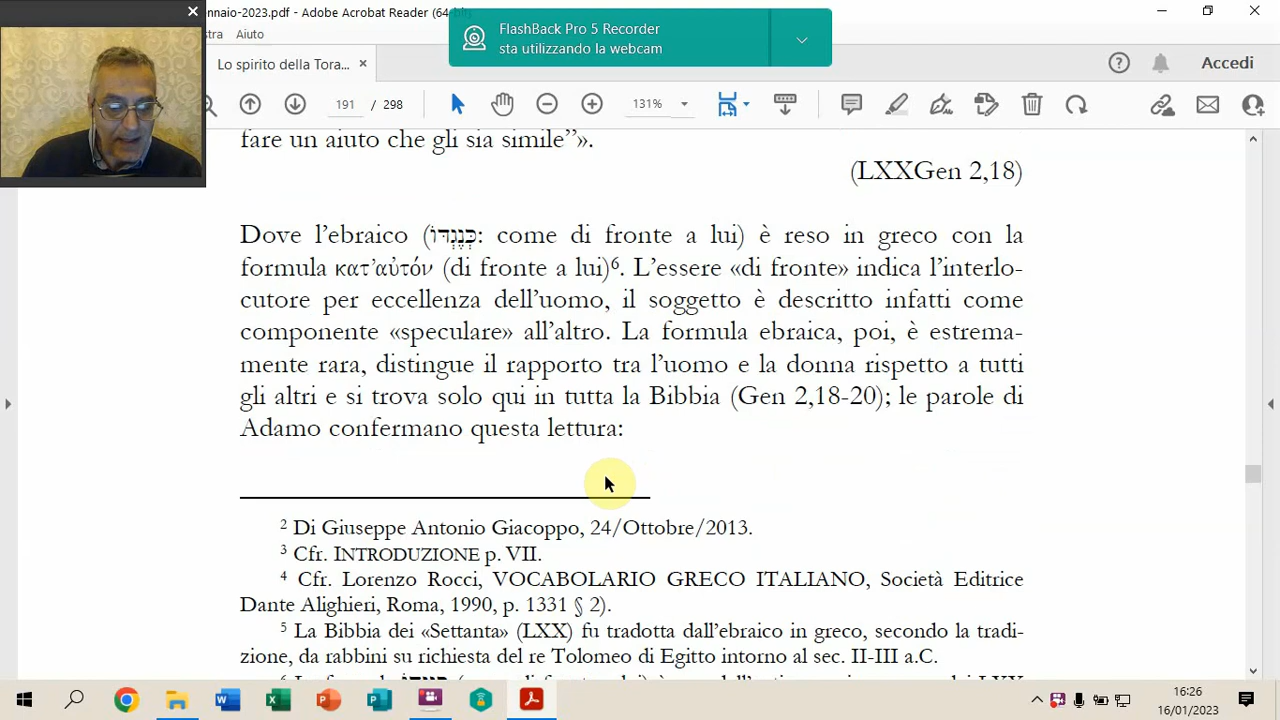 nnaio-2023.pdf - Adobe Acrobat Reader (64-bit)
FlashBack Pro 5 Recorder
sta utilizzando la webcam
stra Aiuto
Lo spirito della Tora...
Accedi
191 / 298
131%
fare un aiuto che gli sia simile”».
(LXXGen 2,18)
Dove l’ebraico (כְּנֶגְדּוֹ: come di fronte a lui) è reso in greco con la
formula κατ’αὐτόν (di fronte a lui)⁶. L’essere «di fronte» indica l’interlo-
cutore per eccellenza dell’uomo, il soggetto è descritto infatti come
componente «speculare» all’altro. La formula ebraica, poi, è estrema-
mente rara, distingue il rapporto tra l’uomo e la donna rispetto a tutti
gli altri e si trova solo qui in tutta la Bibbia (Gen 2,18-20); le parole di
Adamo confermano questa lettura:
² Di Giuseppe Antonio Giacoppo, 24/Ottobre/2013.
³ Cfr. INTRODUZIONE p. VII.
⁴ Cfr. Lorenzo Rocci, VOCABOLARIO GRECO ITALIANO, Società Editrice
Dante Alighieri, Roma, 1990, p. 1331 § 2).
⁵ La Bibbia dei «Settanta» (LXX) fu tradotta dall’ebraico in greco, secondo la tradi-
zione, da rabbini su richiesta del re Tolomeo di Egitto intorno al sec. II-III a.C.
16:26
16/01/2023